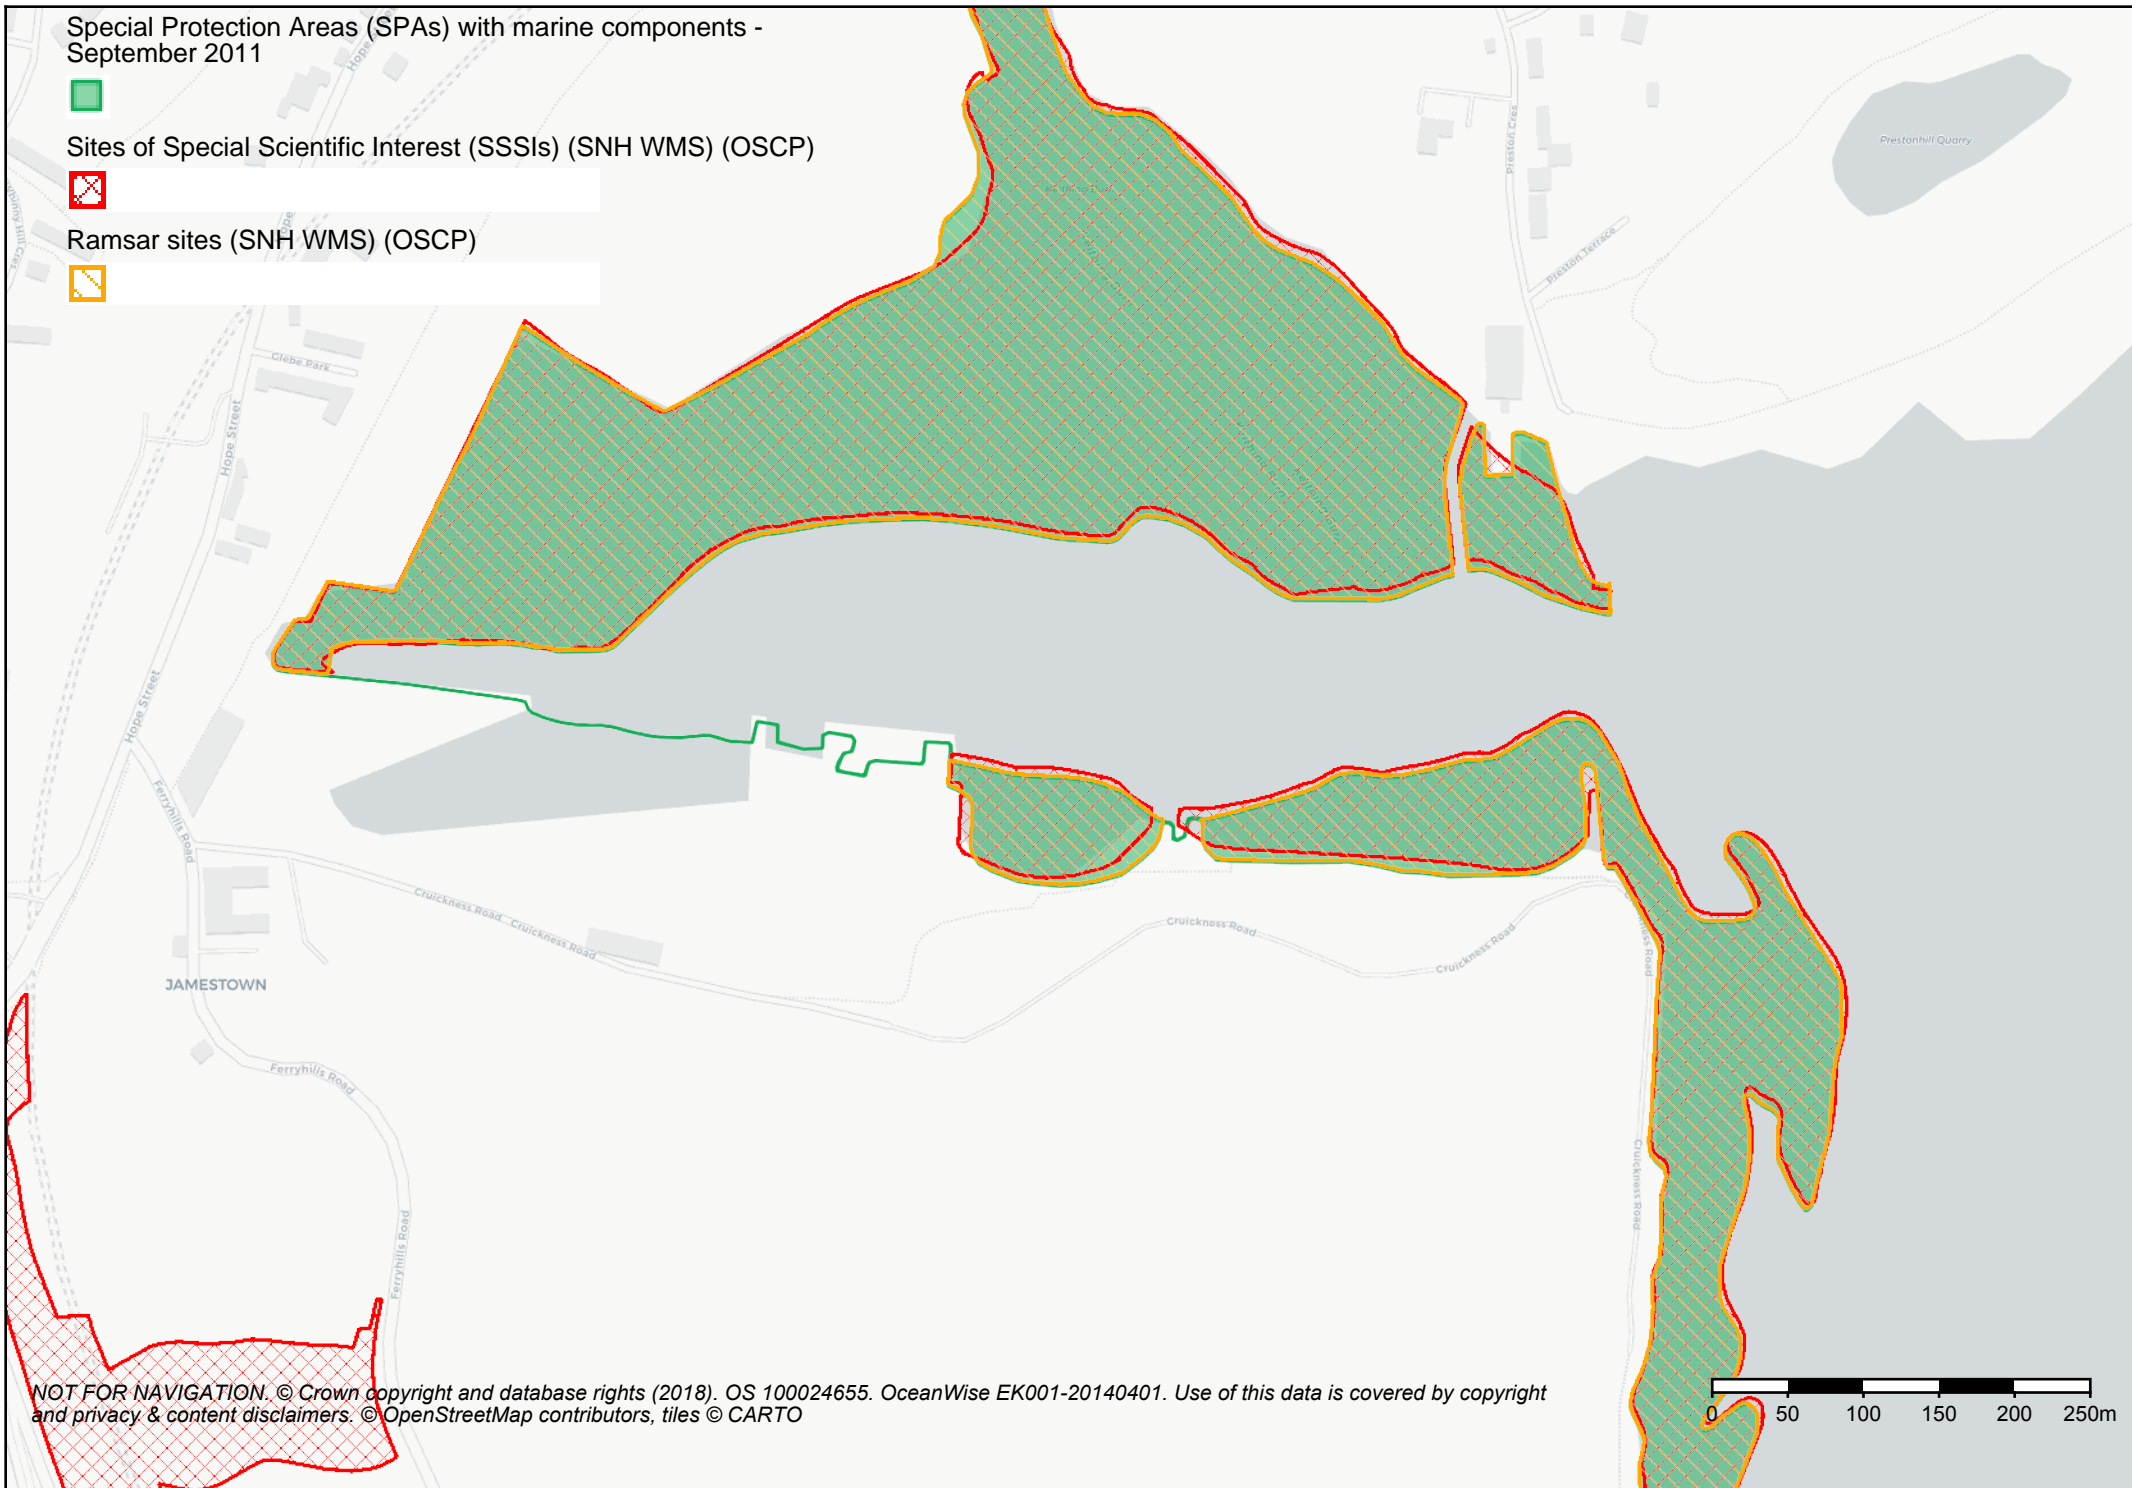 Special Protection Areas (SPAs) with marine components -
September 2011
Sites of Special Scientific Interest (SSSIs) (SNH WMS) (OSCP)
Ramsar sites (SNH WMS) (OSCP)
Preston Cres
Prestonhill Quarry
Preston Terrace
Glebe Park
Hope Street
Hope Street
Ferryhills Road
Cruickness Road
Cruickness Road
Cruickness Road
Cruickness Road
JAMESTOWN
Ferryhills Road
Cruickness Road
Ferryhills Road
NOT FOR NAVIGATION. © Crown copyright and database rights (2018). OS 100024655. OceanWise EK001-20140401. Use of this data is covered by copyright
and privacy & content disclaimers. © OpenStreetMap contributors, tiles © CARTO
0 50 100 150 200 250m